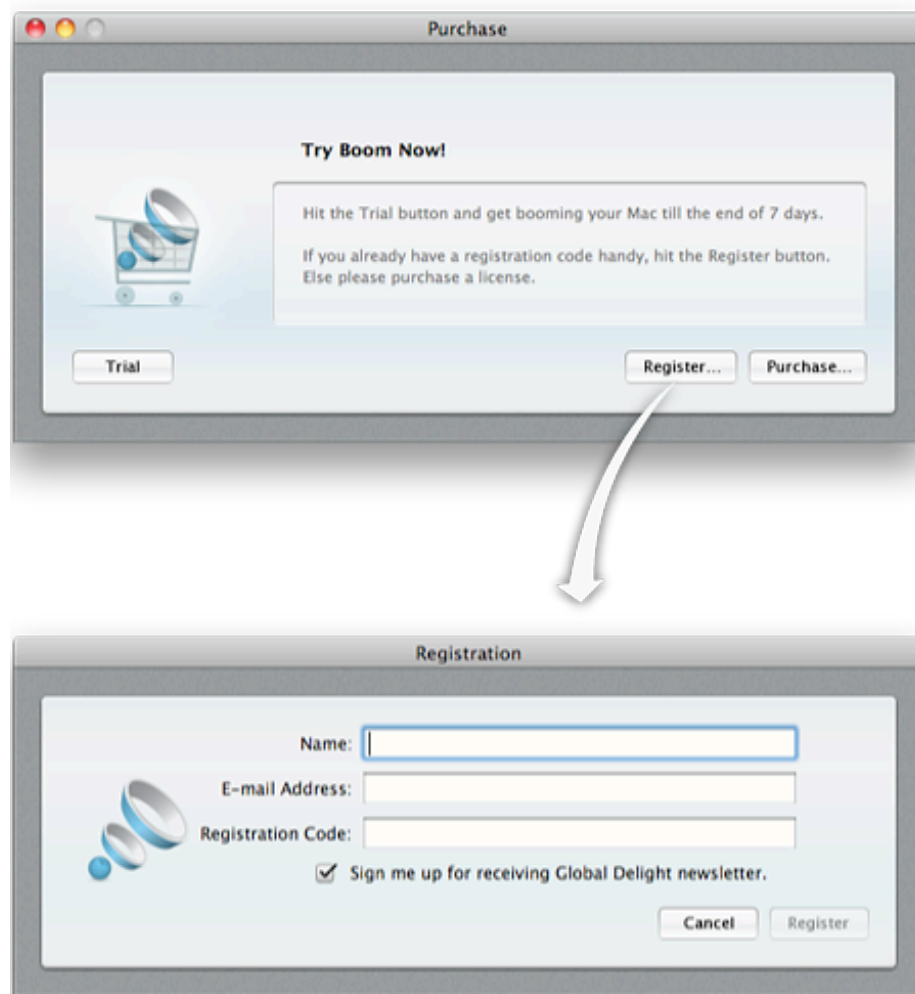 Purchase
Try Boom Now!
Hit the Trial button and get booming your Mac till the end of 7 days.
If you already have a registration code handy, hit the Register button.
Else please purchase a license.
Trial
Register...
Purchase...
Registration
Name:
E-mail Address:
Registration Code:
Sign me up for receiving Global Delight newsletter.
Cancel
Register